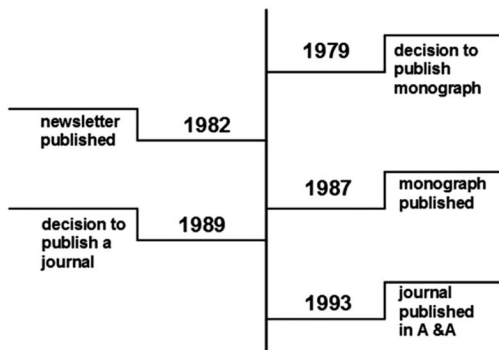 1979
decision to
publish
monograph
newsletter
published
1982
1987
monograph
published
decision to
publish a
journal
1989
1993
journal
published
in A &A